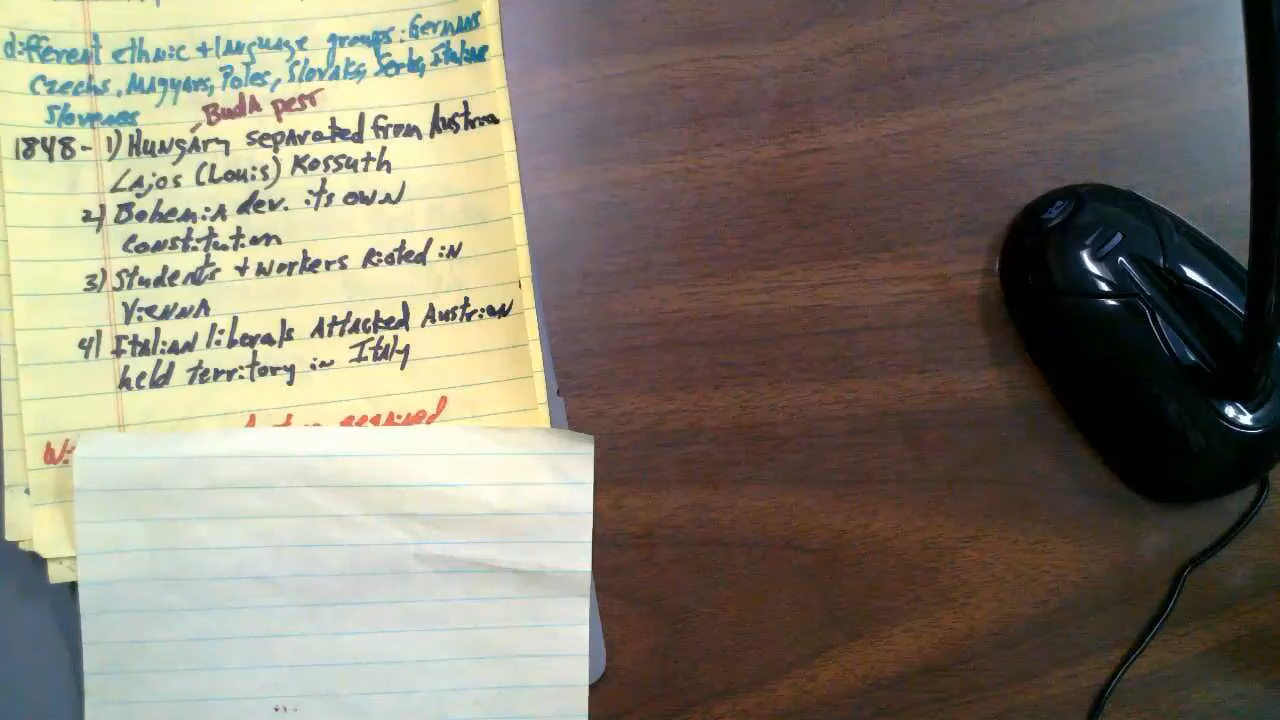 different ethnic + language groups: Germans
Czechs, Magyars, Poles, Slovaks, Serbs, Italians
Slovenes
BudA pest
1848- 1) Hungary separated from Austria
Lajos (Louis) Kossuth
2) Bohemia dev. its own
constitution
3) Students + workers Rioted in
Vienna
4) Italian liberals Attacked Austrian
held territory in Italy